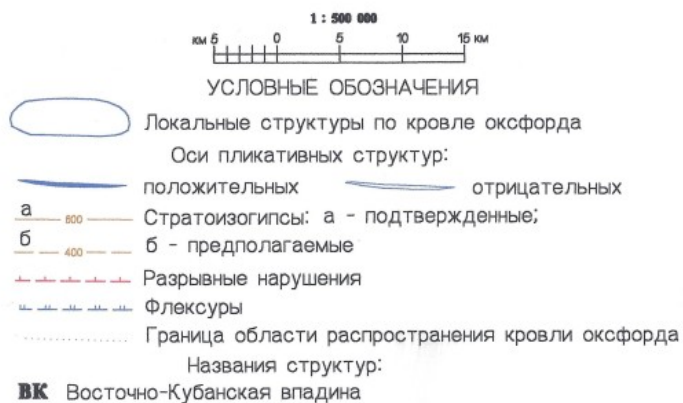 1 : 500 000
км 5 0 5 10 15 км
УСЛОВНЫЕ ОБОЗНАЧЕНИЯ
Локальные структуры по кровле оксфорда
Оси пликативных структур:
положительных отрицательных
а 600 Стратоизогипсы: а - подтвержденные;
б 400 б - предполагаемые
Разрывные нарушения
Флексуры
Граница области распространения кровли оксфорда
Названия структур:
ВК Восточно-Кубанская впадина